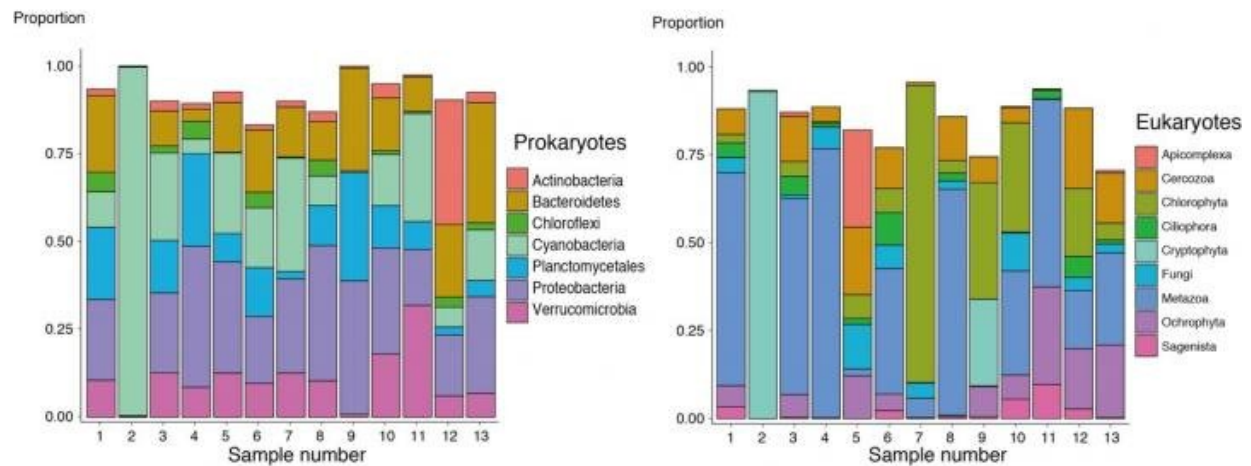 Proportion
1.00
0.75
0.50
0.25
0.00
1 2 3 4 5 6 7 8 9 10 11 12 13
Sample number
Prokaryotes
Actinobacteria
Bacteroidetes
Chloroflexi
Cyanobacteria
Planctomycetales
Proteobacteria
Verrucomicrobia
Proportion
1.00
0.75
0.50
0.25
0.00
1 2 3 4 5 6 7 8 9 10 11 12 13
Sample number
Eukaryotes
Apicomplexa
Cercozoa
Chlorophyta
Ciliophora
Cryptophyta
Fungi
Metazoa
Ochrophyta
Sagenista